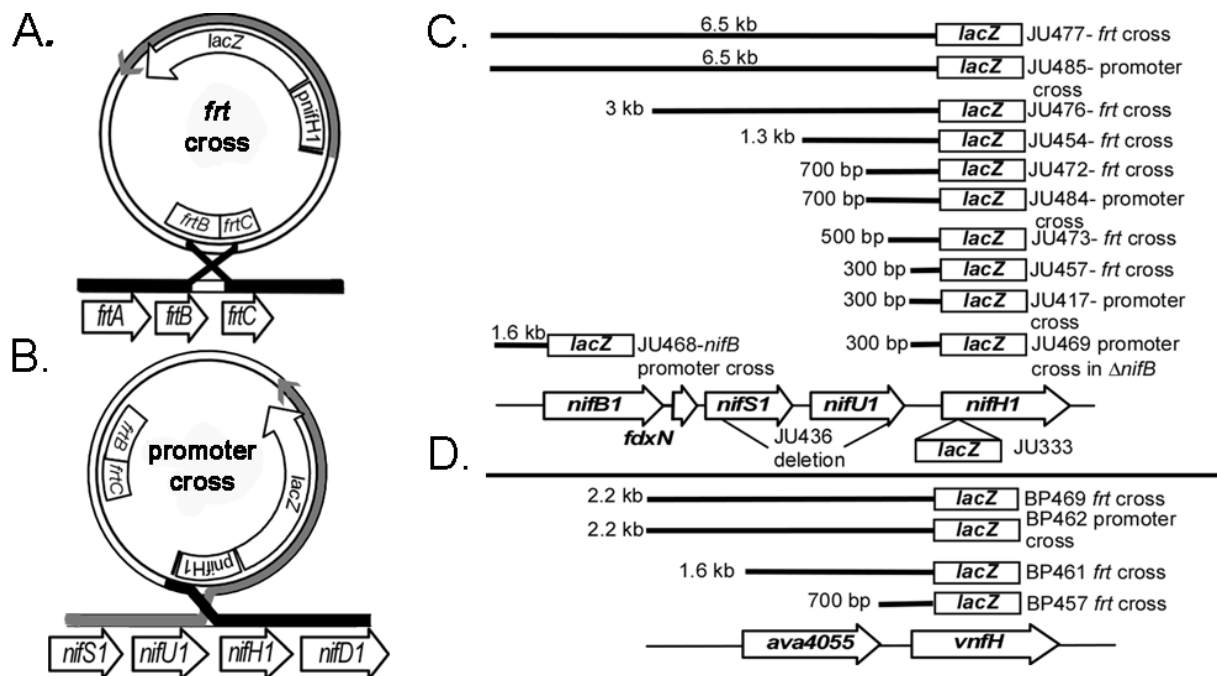 A.
lacZ
pnifH1
frt
cross
frtB frtC
frtA frtB frtC
B.
frtB frtC
promoter
cross
lacZ
pnifH1
nifS1 nifU1 nifH1 nifD1
C.
6.5 kb lacZ JU477- frt cross
6.5 kb lacZ JU485- promoter
cross
3 kb lacZ JU476- frt cross
1.3 kb lacZ JU454- frt cross
700 bp lacZ JU472- frt cross
700 bp lacZ JU484- promoter
cross
500 bp lacZ JU473- frt cross
300 bp lacZ JU457- frt cross
300 bp lacZ JU417- promoter
cross
1.6 kb lacZ JU468-nifB
promoter cross
300 bp lacZ JU469 promoter
cross in ΔnifB
nifB1 nifS1 nifU1 nifH1
fdxN
JU436
deletion
lacZ JU333
D.
2.2 kb lacZ BP469 frt cross
2.2 kb lacZ BP462 promoter
cross
1.6 kb lacZ BP461 frt cross
700 bp lacZ BP457 frt cross
ava4055 vnfH